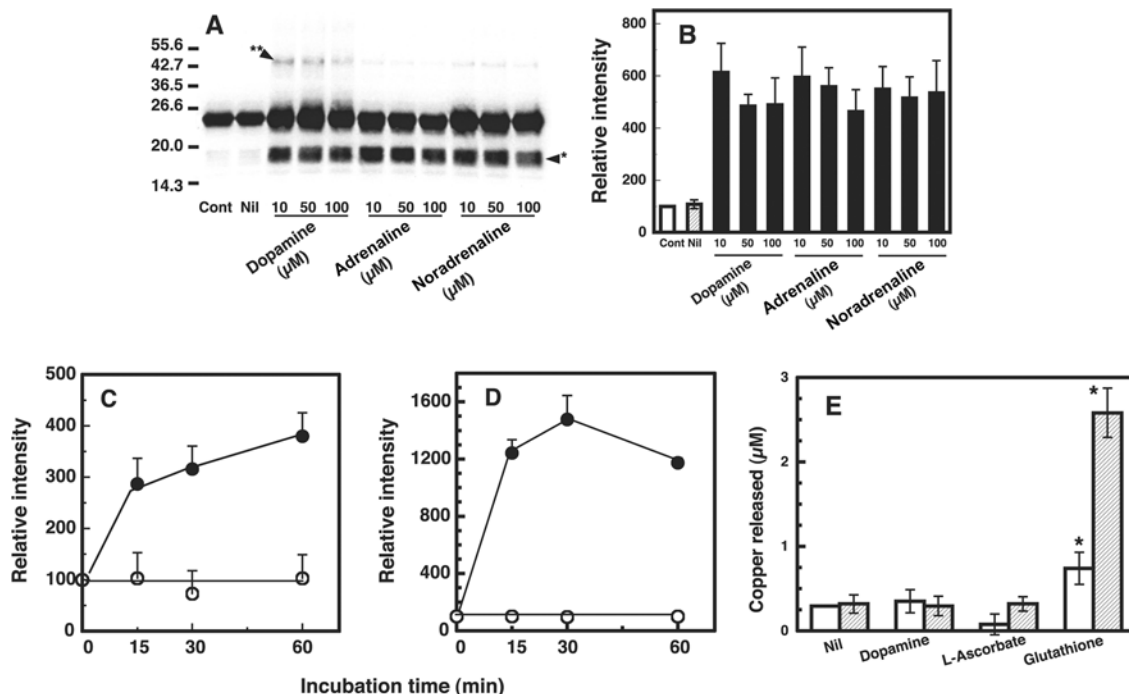 A
55.6
42.7
36.5
26.6
20.0
14.3
**
*
Cont Nil 10 50 100 10 50 100 10 50 100
Dopamine (µM)
Adrenaline (µM)
Noradrenaline (µM)
B
Relative intensity
800
600
400
200
0
Cont Nil 10 50 100 10 50 100 10 50 100
Dopamine (µM)
Adrenaline (µM)
Noradrenaline (µM)
C
Relative intensity
500
400
300
200
100
0
0 15 30 60
D
Relative intensity
1600
1200
800
400
0
0 15 30 60
Incubation time (min)
E
Copper released (µM)
3
2
1
0
* *
Nil Dopamine L-Ascorbate Glutathione